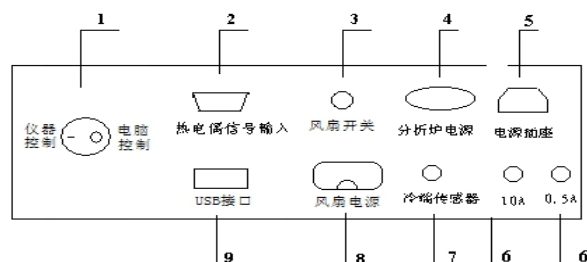 1 2 3 4 5
仪器控制 电脑控制
热电偶信号输入 风扇开关 分折炉电源 电源插座
USB接口 风扇电源 冷端传感器 10A 0.5A
9 8 7 6 6